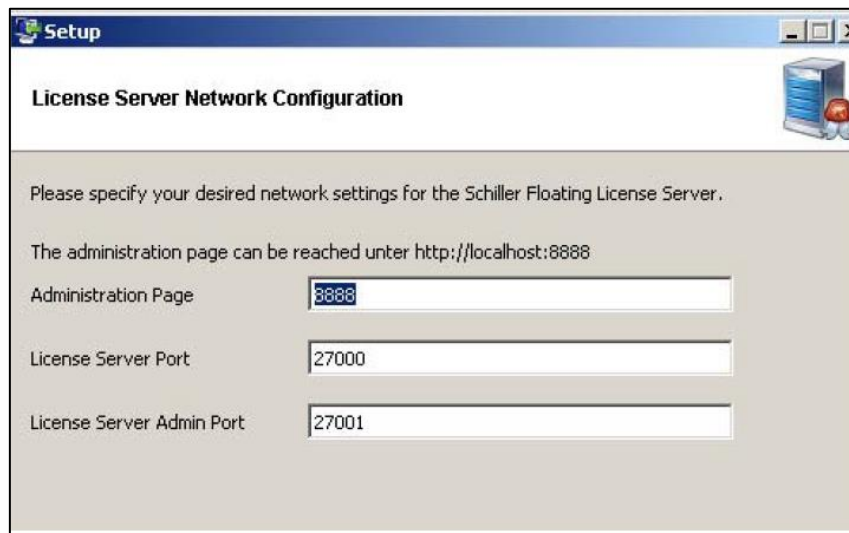 Setup
License Server Network Configuration
Please specify your desired network settings for the Schiller Floating License Server.
The administration page can be reached unter http://localhost:8888
Administration Page 8888
License Server Port 27000
License Server Admin Port 27001